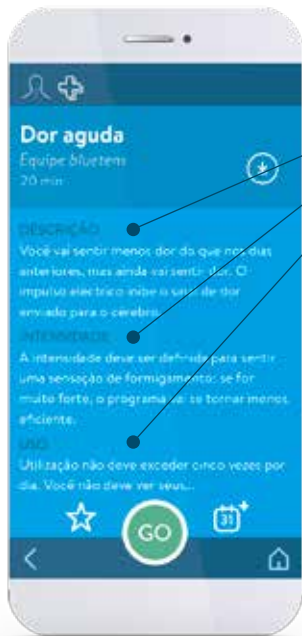 Dor aguda
Equipe bluetens
20 min
DESCRIÇÃO
Você vai sentir menos dor do que nos dias
anteriores, mas ainda vai sentir dor. O
impulso eléctrico inibe o sinal de dor
enviado para o cérebro.
INTENSIDADE
A intensidade deve ser definida para sentir
uma sensação de formigamento: se for
muito forte, o programa se tornar menos
eficiente.
USO
Utilização não deve exceder cinco vezes por
dia. Você não deve ver seus...
GO
31